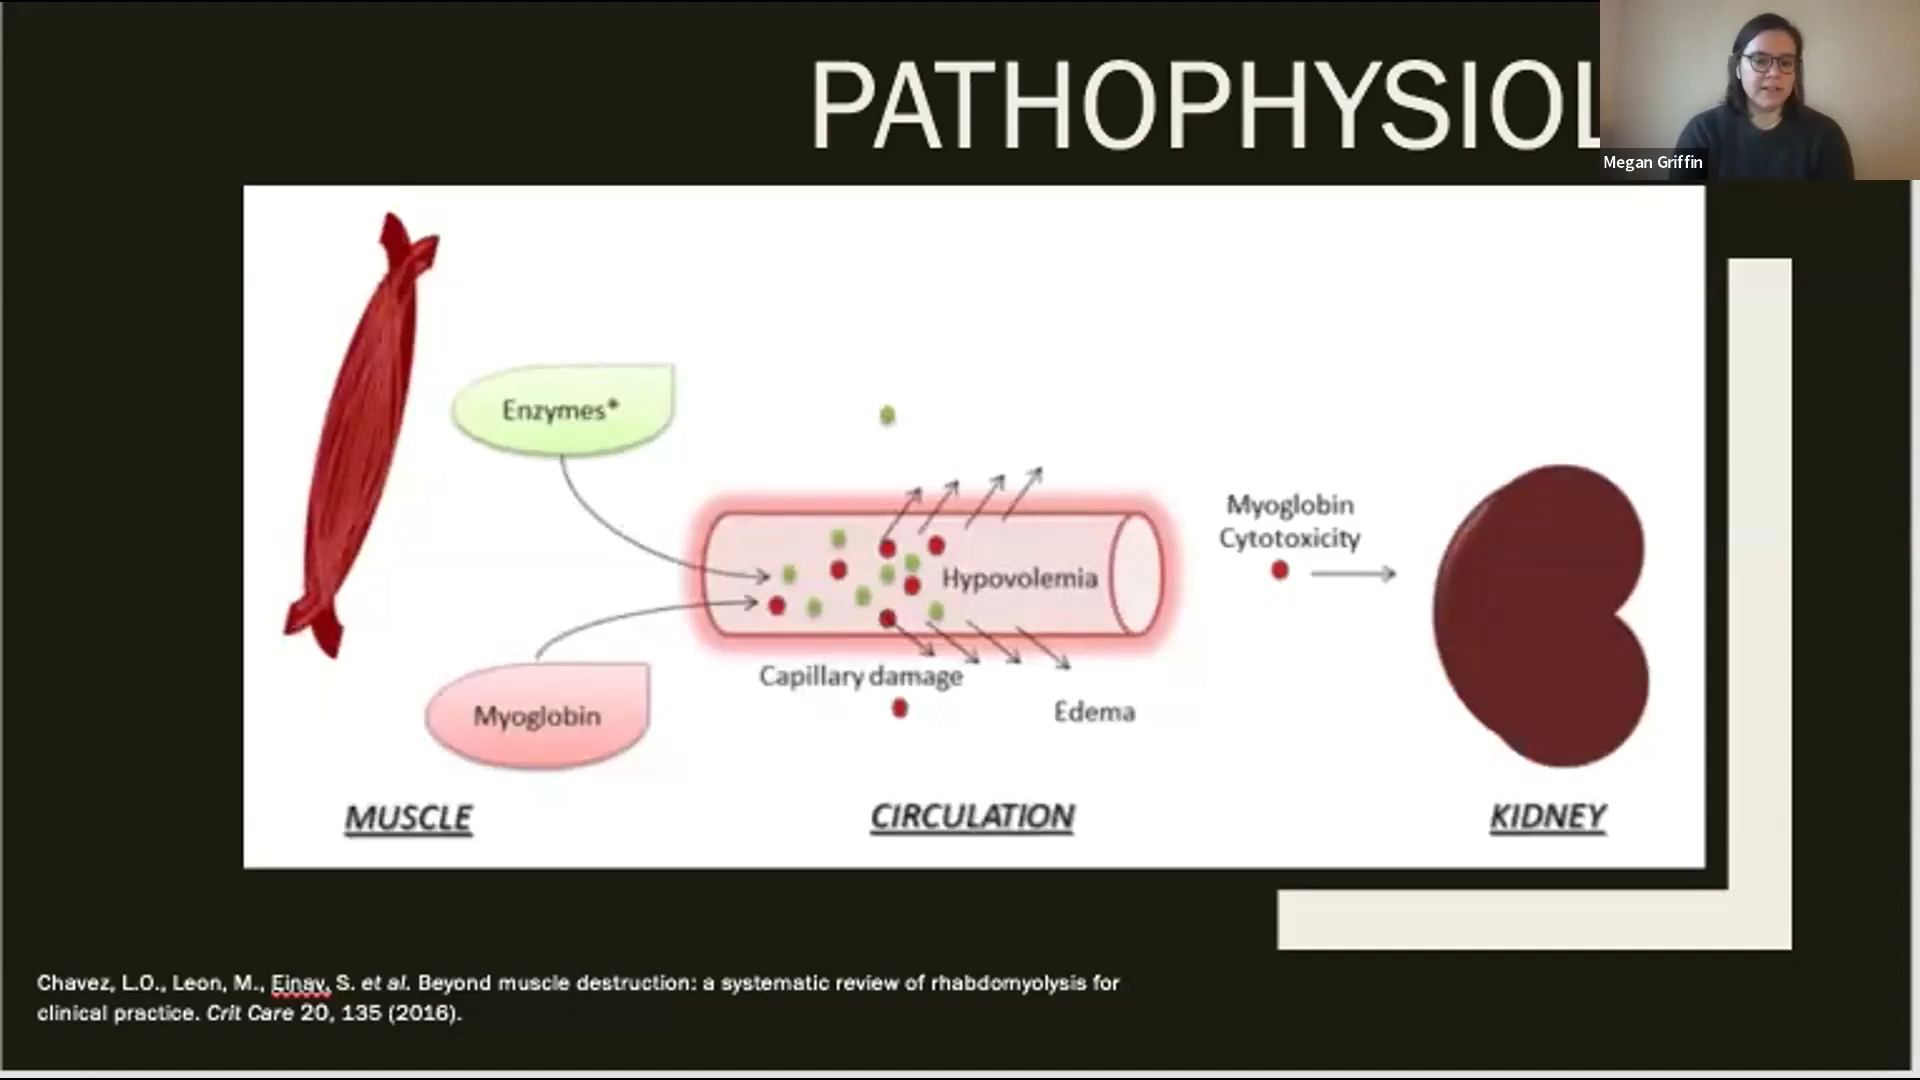 PATHOPHYSIOL
Megan Griffin
Enzymes*
Myoglobin
Cytotoxicity
Hypovolemia
Capillary damage
Myoglobin
Edema
MUSCLE
CIRCULATION
KIDNEY
Chavez, L.O., Leon, M., Einav, S. et al. Beyond muscle destruction: a systematic review of rhabdomyolysis for
clinical practice. Crit Care 20, 135 (2016).